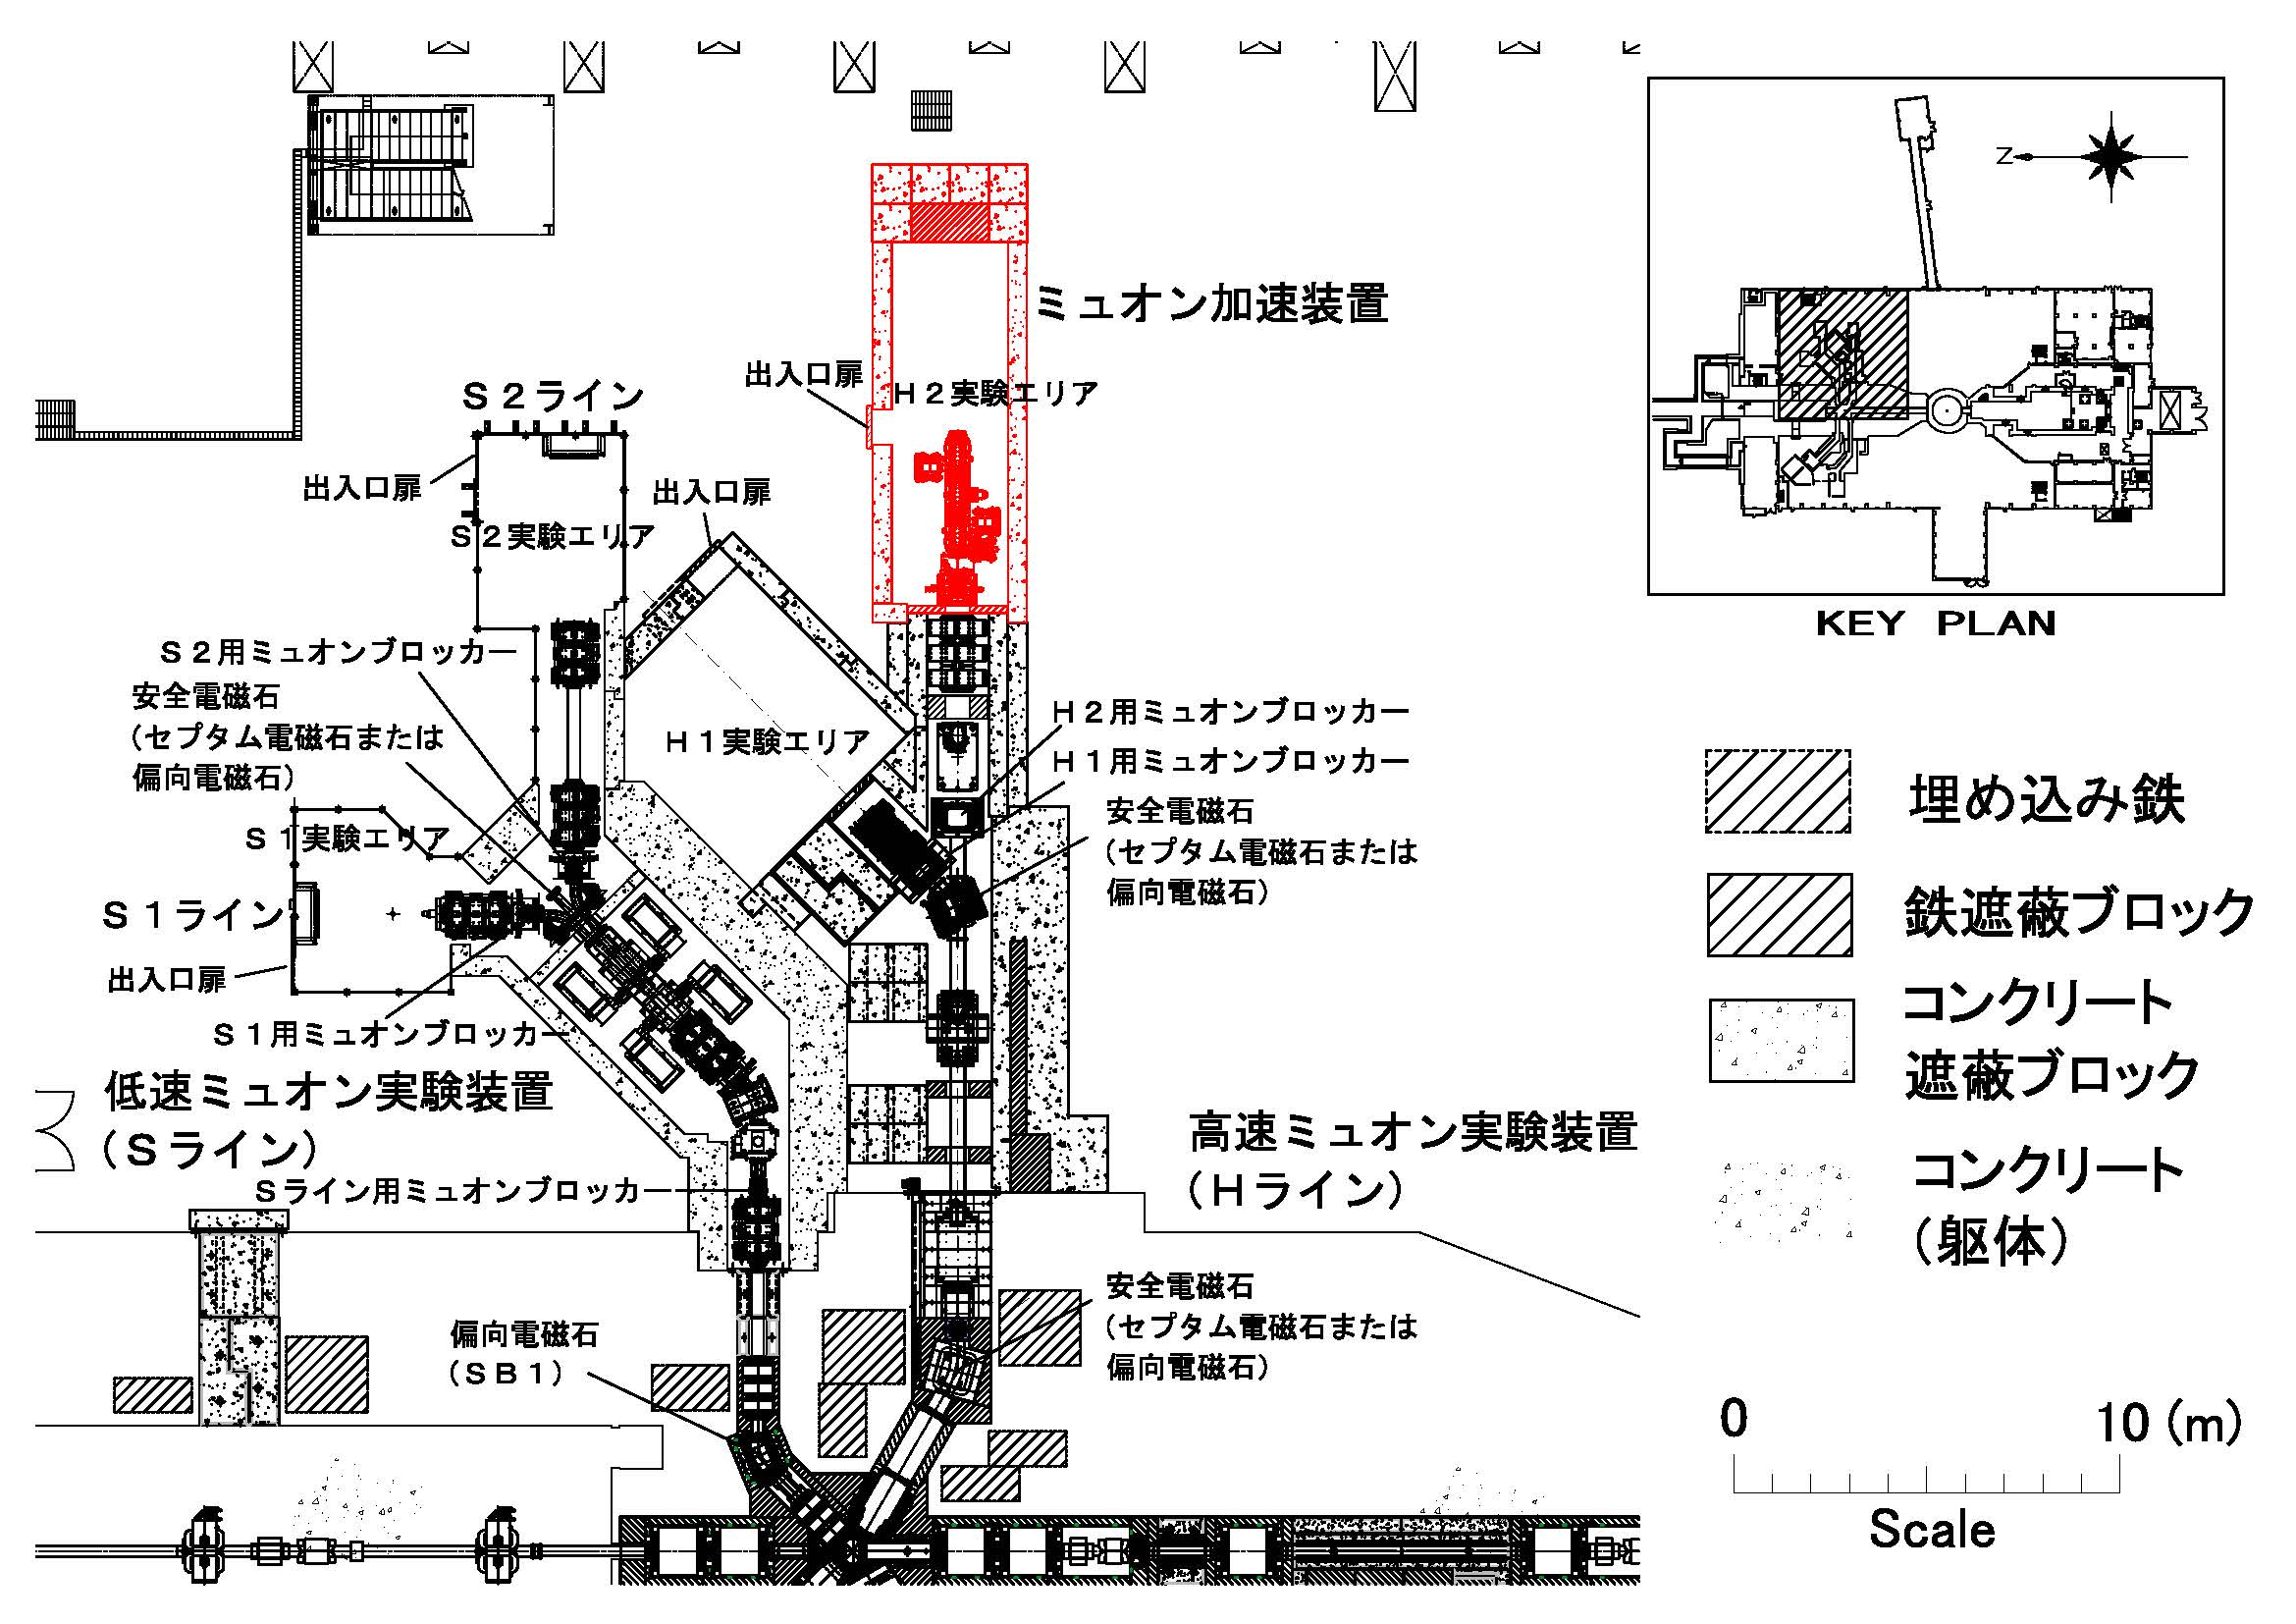 ミュオン加速装置
出入口扉
H2実験エリア
S2ライン
出入口扉
出入口扉
S2実験エリア
S2用ミュオンブロッカー
安全電磁石
(セプタム電磁石または
偏向電磁石)
H1実験エリア
H2用ミュオンブロッカー
H1用ミュオンブロッカー
安全電磁石
(セプタム電磁石または
偏向電磁石)
S1実験エリア
S1ライン
出入口扉
S1用ミュオンブロッカー
低速ミュオン実験装置
(Sライン)
Sライン用ミュオンブロッカー
高速ミュオン実験装置
(Hライン)
偏向電磁石
(SB1)
安全電磁石
(セプタム電磁石または
偏向電磁石)
Z
KEY PLAN
埋め込み鉄
鉄遮蔽ブロック
コンクリート
遮蔽ブロック
コンクリート
(躯体)
0 10 (m)
Scale